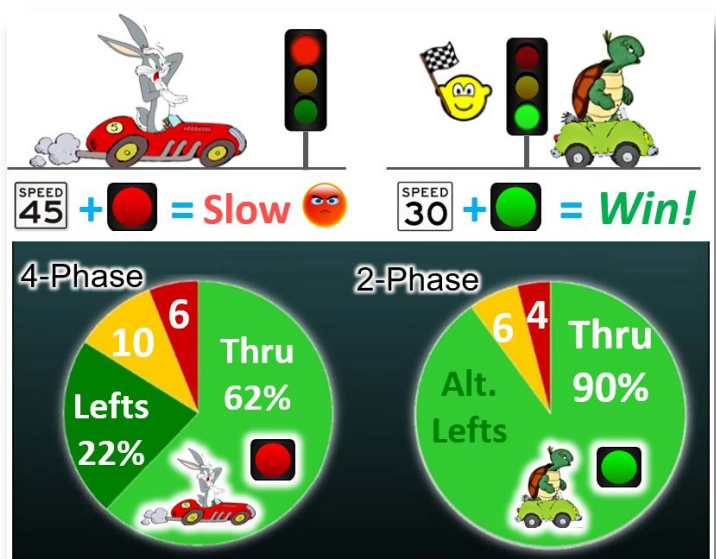 SPEED
45 + = Slow
SPEED
30 + = Win!
4-Phase
6
10
Thru
62%
Lefts
22%
2-Phase
6
4
Thru
90%
Alt.
Lefts
5